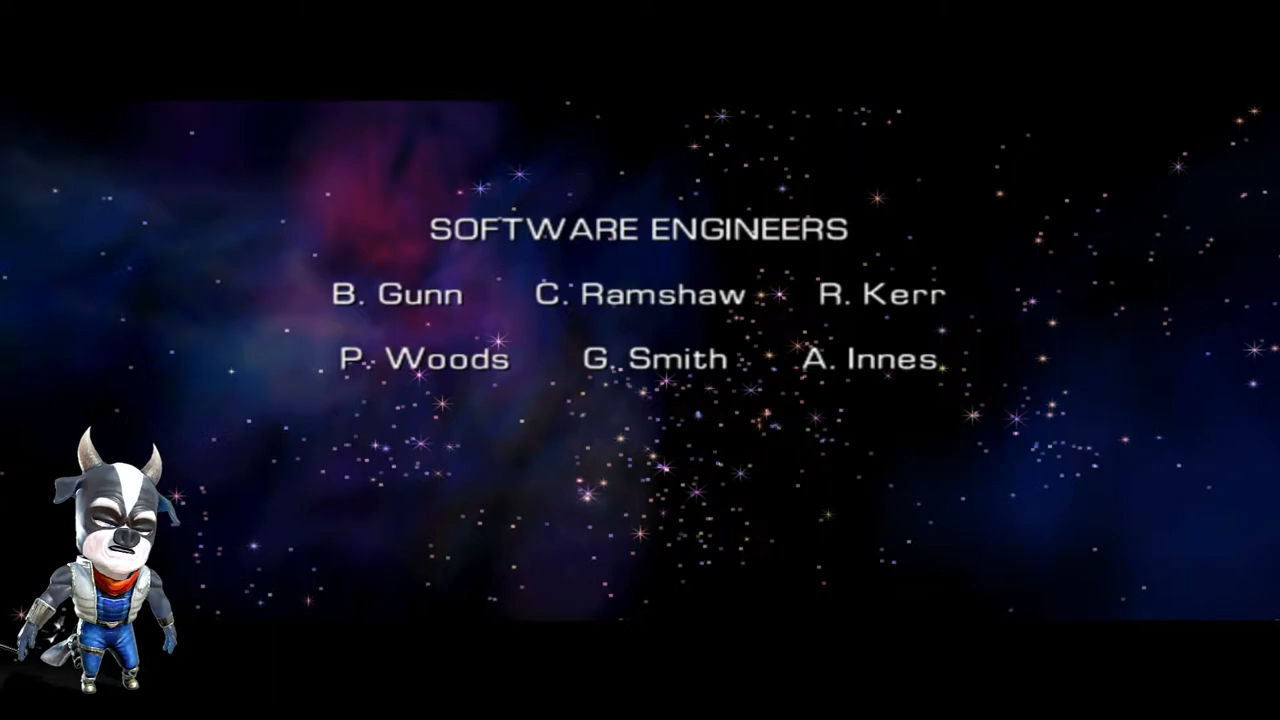 SOFTWARE ENGINEERS
B. Gunn C. Ramshaw R. Kerr
P. Woods G. Smith A. Innes